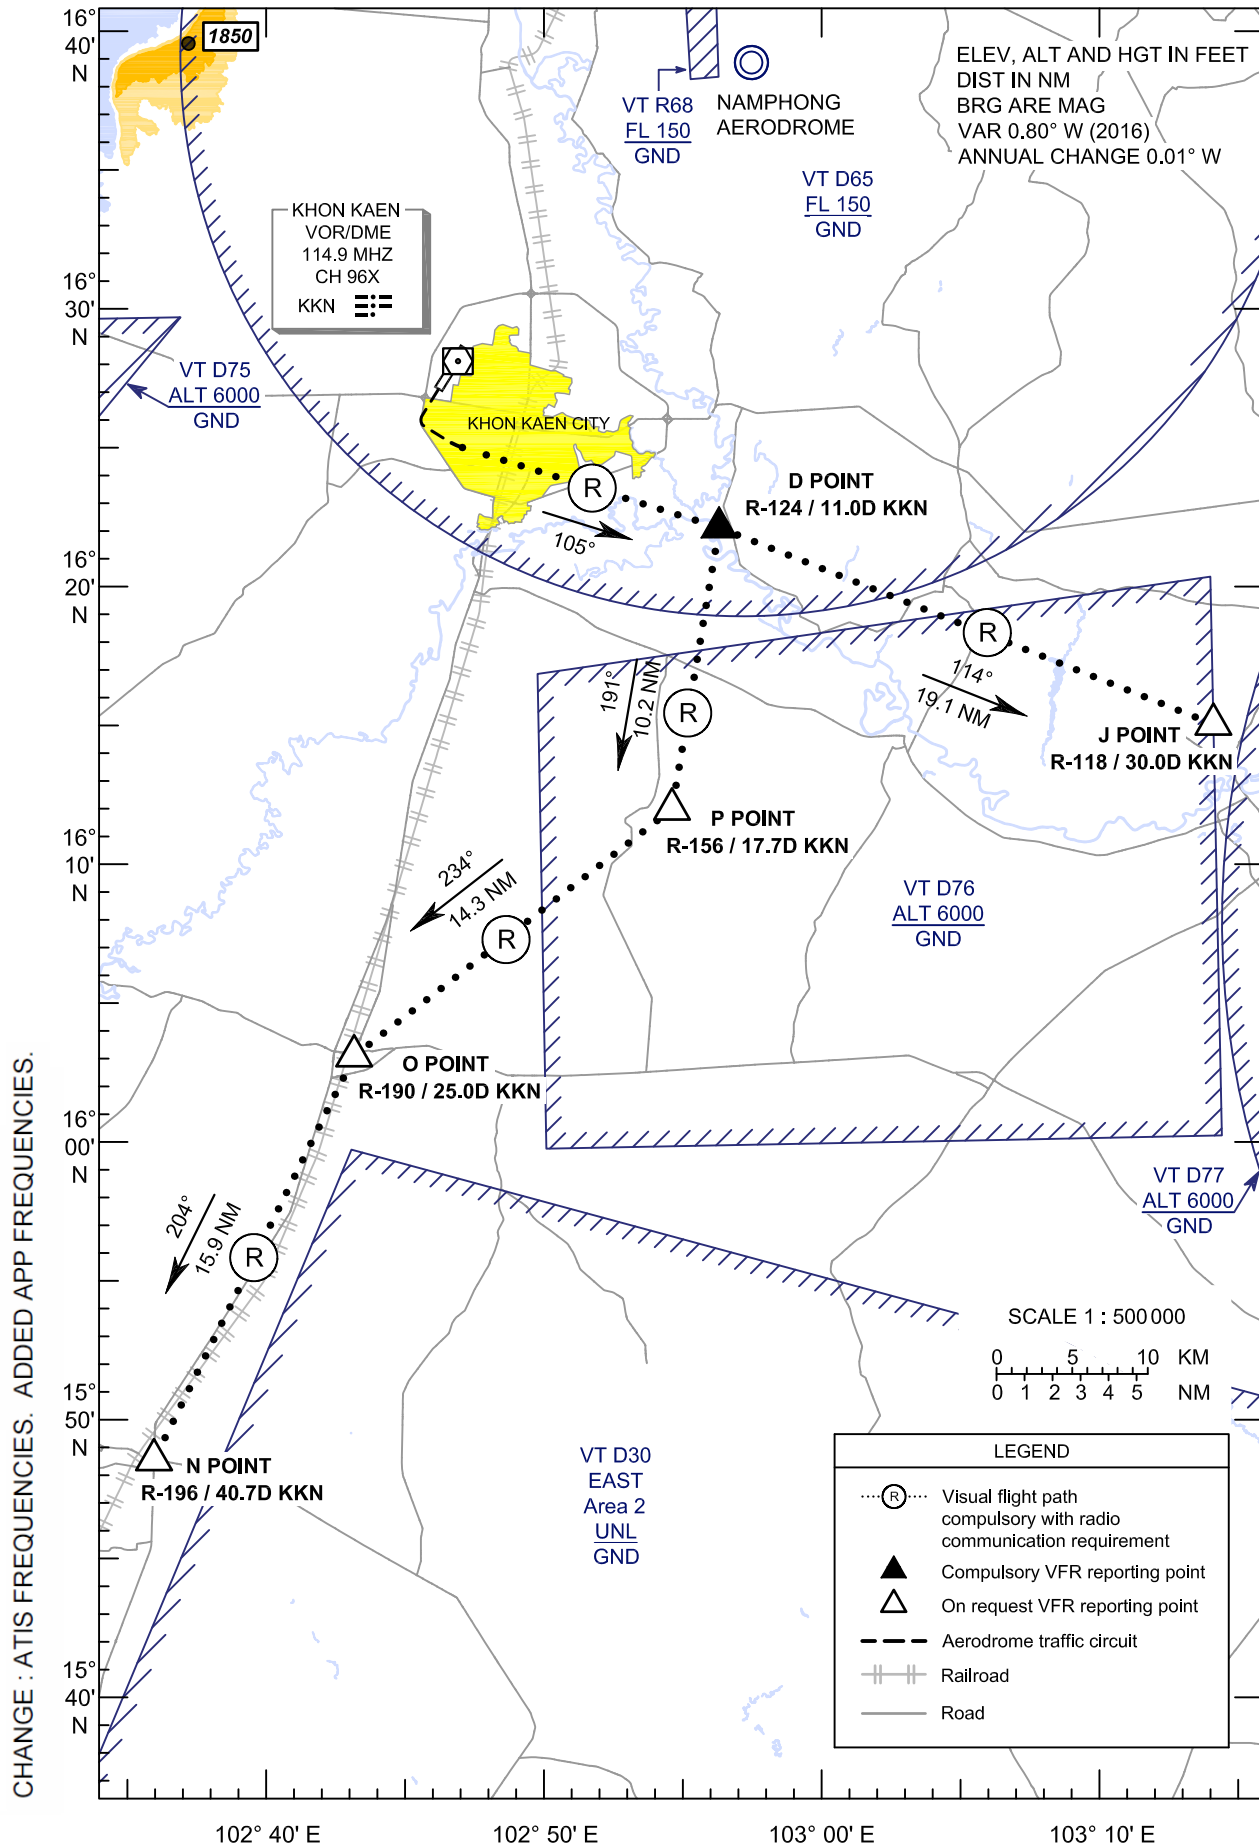 16°
40'
N
1850
ELEV, ALT AND HGT IN FEET
DIST IN NM
BRG ARE MAG
VAR 0.80° W (2016)
ANNUAL CHANGE 0.01° W
VT R68
FL 150
GND
NAMPHONG
AERODROME
VT D65
FL 150
GND
KHON KAEN
VOR/DME
114.9 MHZ
CH 96X
KKN
16°
30'
N
VT D75
ALT 6000
GND
KHON KAEN CITY
R
D POINT
R-124 / 11.0D KKN
105°
16°
20'
N
R
114°
19.1 NM
191°
10.2 NM
R
J POINT
R-118 / 30.0D KKN
P POINT
R-156 / 17.7D KKN
16°
10'
N
234°
14.3 NM
R
VT D76
ALT 6000
GND
O POINT
R-190 / 25.0D KKN
16°
00'
N
VT D77
ALT 6000
GND
204°
15.9 NM
R
SCALE 1 : 500 000
0 5 10 KM
0 1 2 3 4 5 NM
15°
50'
N
N POINT
R-196 / 40.7D KKN
VT D30
EAST
Area 2
UNL
GND
LEGEND
R
Visual flight path
compulsory with radio
communication requirement
Compulsory VFR reporting point
On request VFR reporting point
Aerodrome traffic circuit
Railroad
Road
15°
40'
N
102° 40' E
102° 50' E
103° 00' E
103° 10' E
CHANGE : ATIS FREQUENCIES. ADDED APP FREQUENCIES.